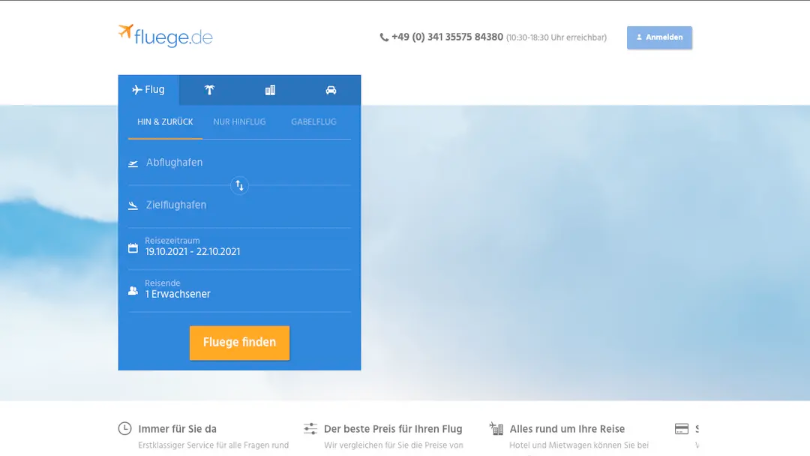 fluege.de
+49 (0) 341 35575 84380 (10:30-18:30 Uhr erreichbar)
Anmelden
Flug
HIN & ZURÜCK NUR HINFLUG GABELFLUG
Abflughafen
Zielflughafen
Reisezeitraum
19.10.2021 - 22.10.2021
Reisende
1 Erwachsener
Fluege finden
Immer für Sie da
Erstklassiger Service für alle Fragen rund
Der beste Preis für Ihren Flug
Wir vergleichen für Sie die Preise von
Alles rund um Ihre Reise
Hotel und Mietwagen können Sie bei